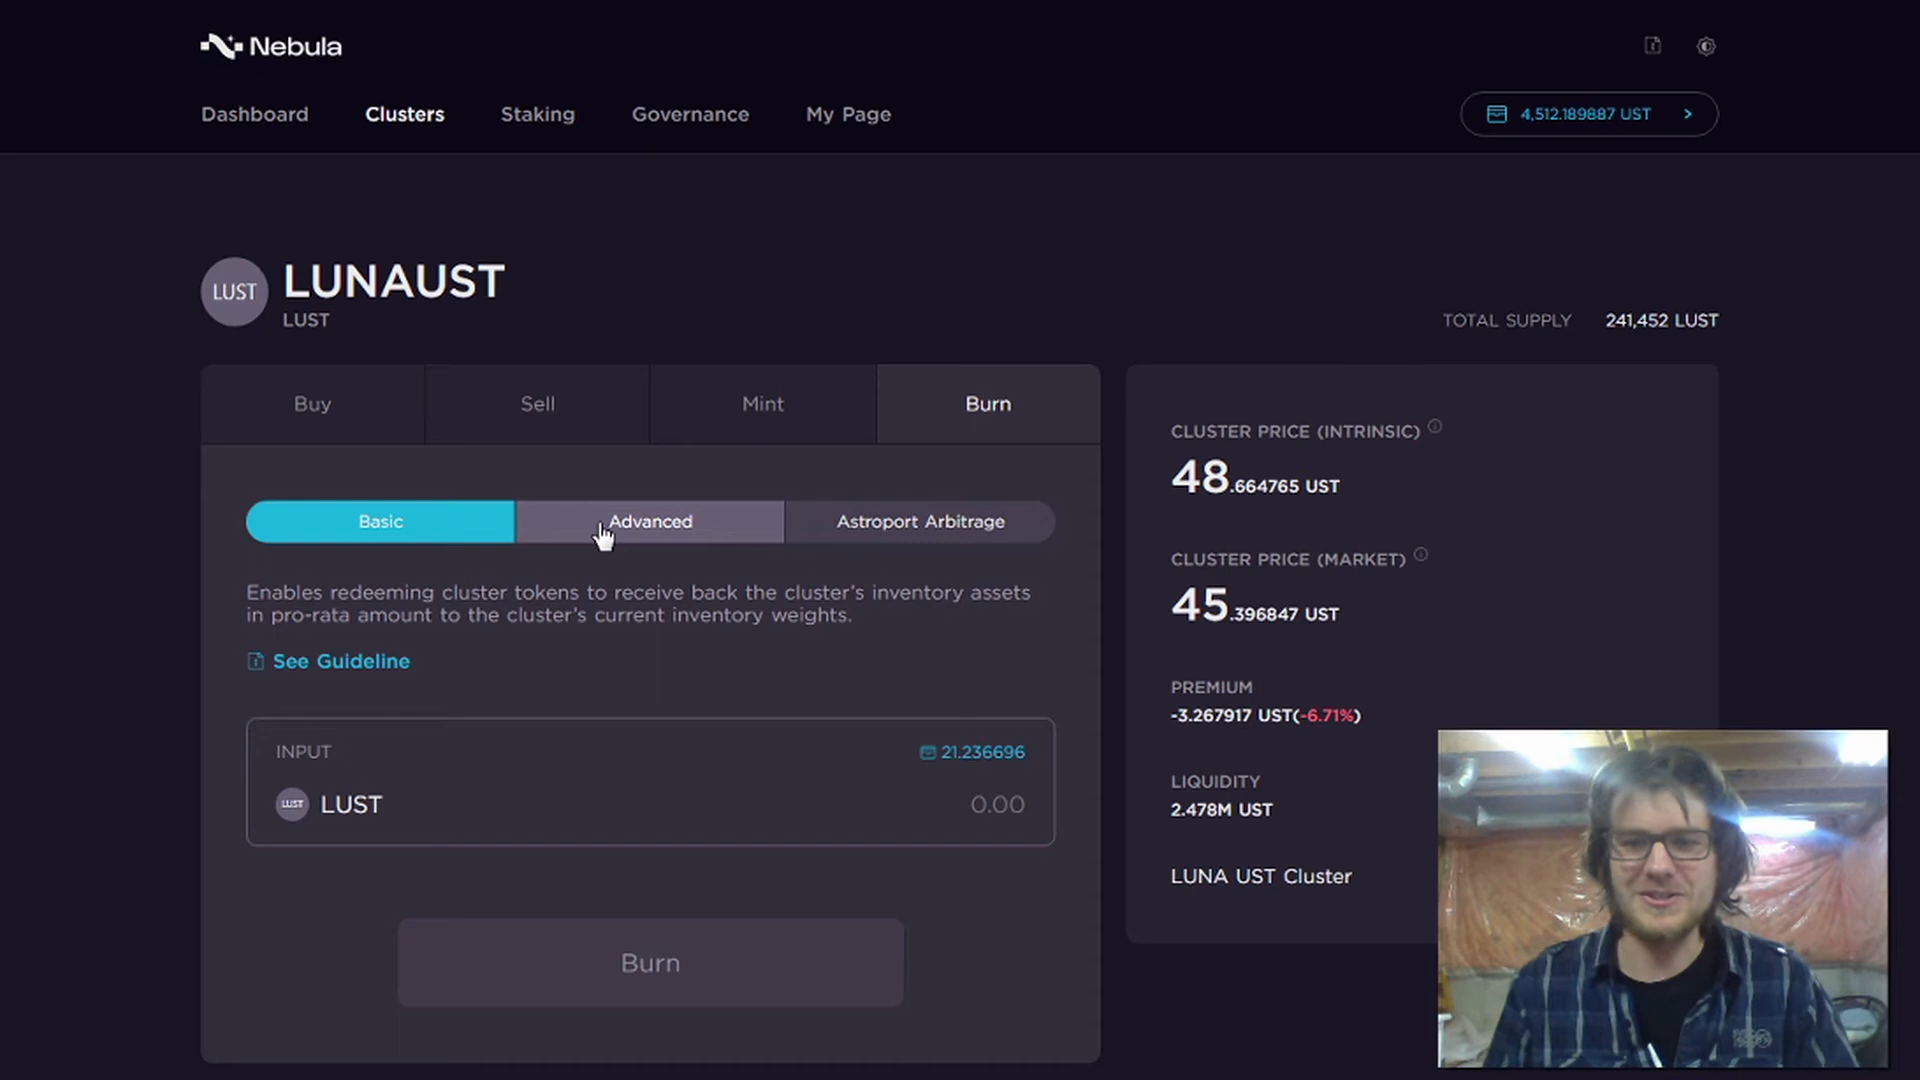 Nebula
Dashboard Clusters Staking Governance My Page
4,512.189887 UST
LUST
LUNAUST
LUST
TOTAL SUPPLY 241,452 LUST
Buy Sell Mint Burn
Basic Advanced Astroport Arbitrage
Enables redeeming cluster tokens to receive back the cluster's inventory assets
in pro-rata amount to the cluster's current inventory weights.
See Guideline
INPUT 21.236696
LUST LUST 0.00
Burn
CLUSTER PRICE (INTRINSIC)
48.664765 UST
CLUSTER PRICE (MARKET)
45.396847 UST
PREMIUM
-3.267917 UST(-6.71%)
LIQUIDITY
2.478M UST
LUNA UST Cluster